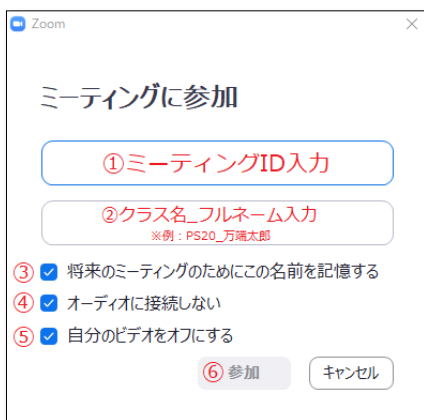 Zoom
ミーティングに参加
①ミーティングID入力
②クラス名_フルネーム入力
※例：PS20_万端太郎
③ 将来のミーティングのためにこの名前を記憶する
④ オーディオに接続しない
⑤ 自分のビデオをオフにする
⑥ 参加 キャンセル